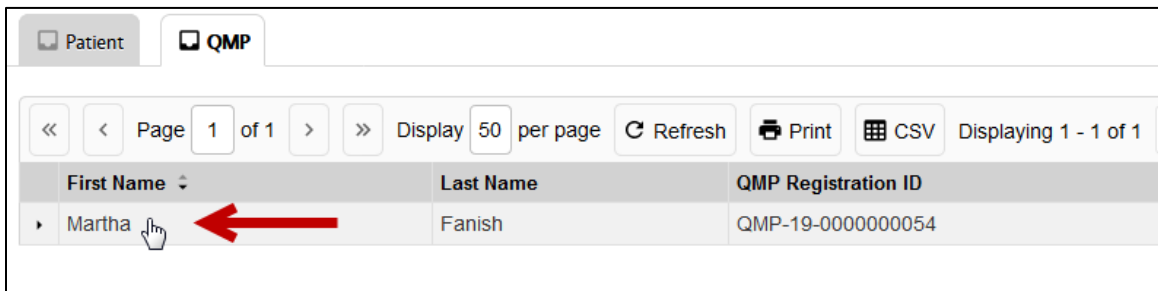 Patient QMP
Page 1 of 1 Display 50 per page Refresh Print CSV Displaying 1 - 1 of 1
First Name Last Name QMP Registration ID
Martha Fanish QMP-19-0000000054